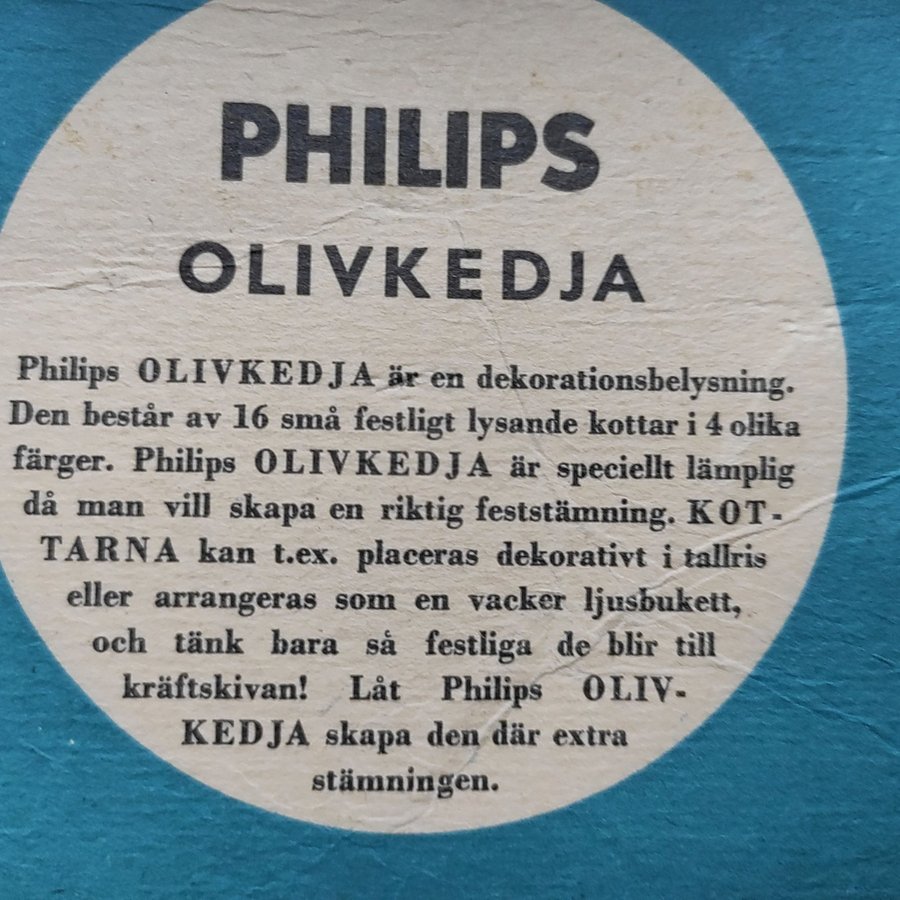 PHILIPS
OLIVKEDJA
Philips OLIVKEDJA är en dekorationsbelysning.
Den består av 16 små festligt lysande kottar i 4 olika
färger. Philips OLIVKEDJA är speciellt lämplig
då man vill skapa en riktig feststämning. KOT-
TARNA kan t.ex. placeras dekorativt i tallris
eller arrangeras som en vacker ljusbukett,
och tänk bara så festliga de blir till
kräftskivan! Låt Philips OLIV-
KEDJA skapa den där extra
stämningen.